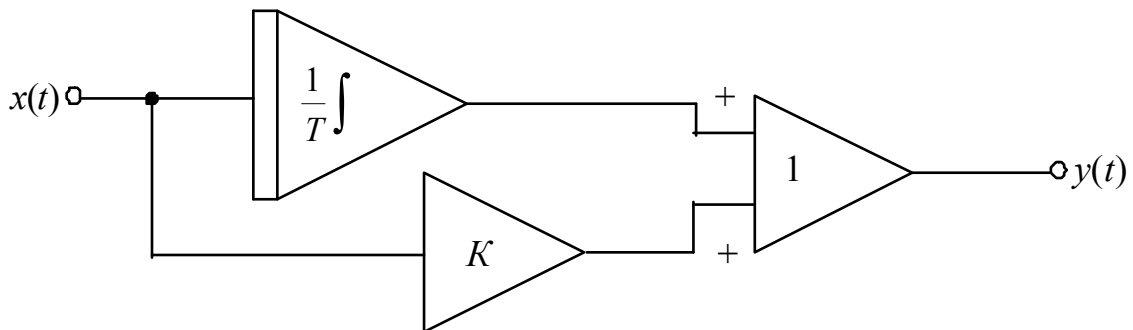 x(t)
1/T ∫
+
1
y(t)
К
+